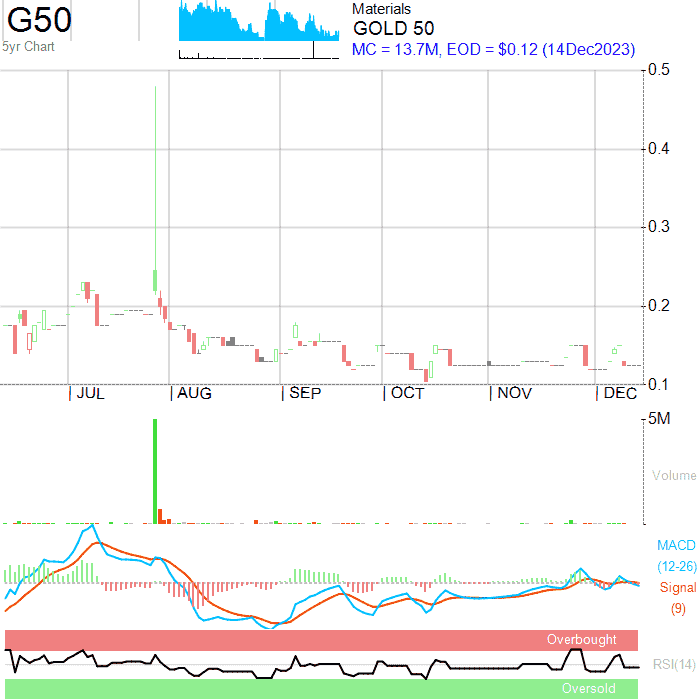 G50
5yr Chart
Materials
GOLD 50
MC = 13.7M, EOD = $0.12 (14Dec2023)
0.5
0.4
0.3
0.2
0.1
JUL AUG SEP OCT NOV DEC
5M
Volume
MACD
(12-26)
Signal
(9)
Overbought
RSI(14)
Oversold